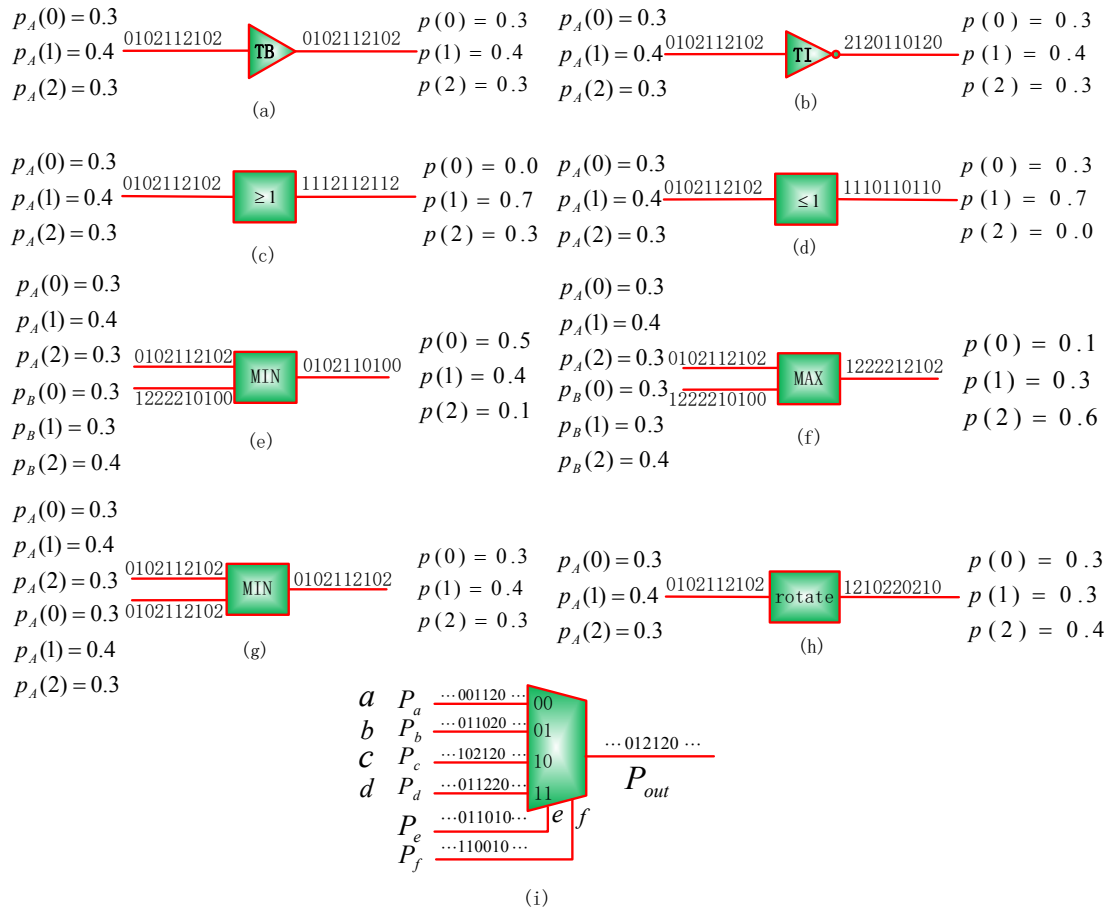 p_A(0) = 0.3
p_A(1) = 0.4
p_A(2) = 0.3
0102112102
TB
0102112102
p(0) = 0.3
p(1) = 0.4
p(2) = 0.3
(a)
p_A(0) = 0.3
p_A(1) = 0.4
p_A(2) = 0.3
0102112102
TI
2120110120
p(0) = 0.3
p(1) = 0.4
p(2) = 0.3
(b)
p_A(0) = 0.3
p_A(1) = 0.4
p_A(2) = 0.3
0102112102
≥1
1112112112
p(0) = 0.0
p(1) = 0.7
p(2) = 0.3
(c)
p_A(0) = 0.3
p_A(1) = 0.4
p_A(2) = 0.3
0102112102
≤1
1110110110
p(0) = 0.3
p(1) = 0.7
p(2) = 0.0
(d)
p_A(0) = 0.3
p_A(1) = 0.4
p_A(2) = 0.3
p_B(0) = 0.3
p_B(1) = 0.3
p_B(2) = 0.4
0102112102
1222210100
MIN
0102110100
p(0) = 0.5
p(1) = 0.4
p(2) = 0.1
(e)
p_A(0) = 0.3
p_A(1) = 0.4
p_A(2) = 0.3
p_B(0) = 0.3
p_B(1) = 0.3
p_B(2) = 0.4
0102112102
1222210100
MAX
1222212102
p(0) = 0.1
p(1) = 0.3
p(2) = 0.6
(f)
p_A(0) = 0.3
p_A(1) = 0.4
p_A(2) = 0.3
p_A(0) = 0.3
p_A(1) = 0.4
p_A(2) = 0.3
0102112102
0102112102
MIN
0102112102
p(0) = 0.3
p(1) = 0.4
p(2) = 0.3
(g)
p_A(0) = 0.3
p_A(1) = 0.4
p_A(2) = 0.3
0102112102
rotate
1210220210
p(0) = 0.3
p(1) = 0.3
p(2) = 0.4
(h)
a P_a ···001120 ··· 00
b P_b ···011020 ··· 01
c P_c ···102120 ··· 10
d P_d ···011220 ··· 11
P_e ···011010··· e
P_f ···110010··· f
···012120 ···
P_out
(i)